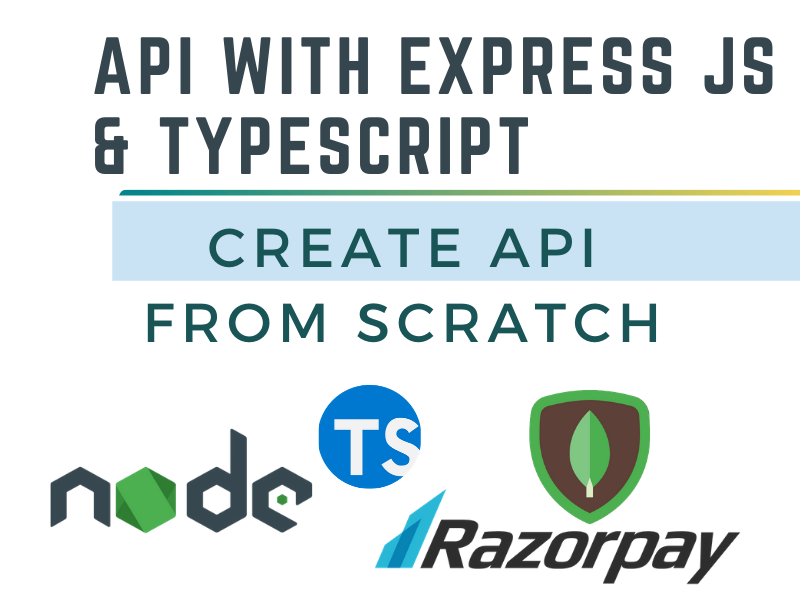 API WITH EXPRESS JS
& TYPESCRIPT
CREATE API
FROM SCRATCH
node
TS
Razorpay